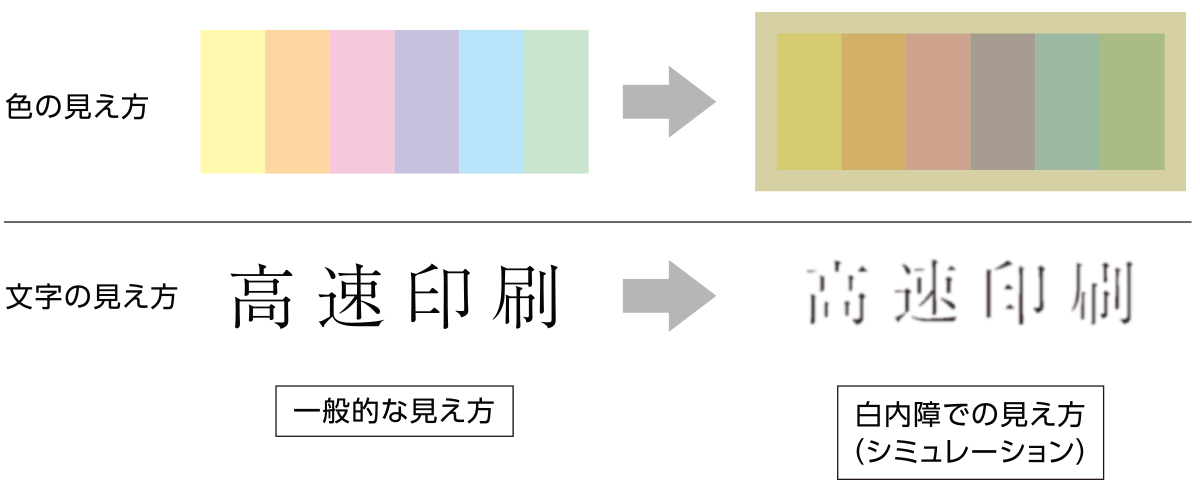 色の見え方
文字の見え方
高速印刷
高速印刷
一般的な見え方
白内障での見え方
(シミュレーション)